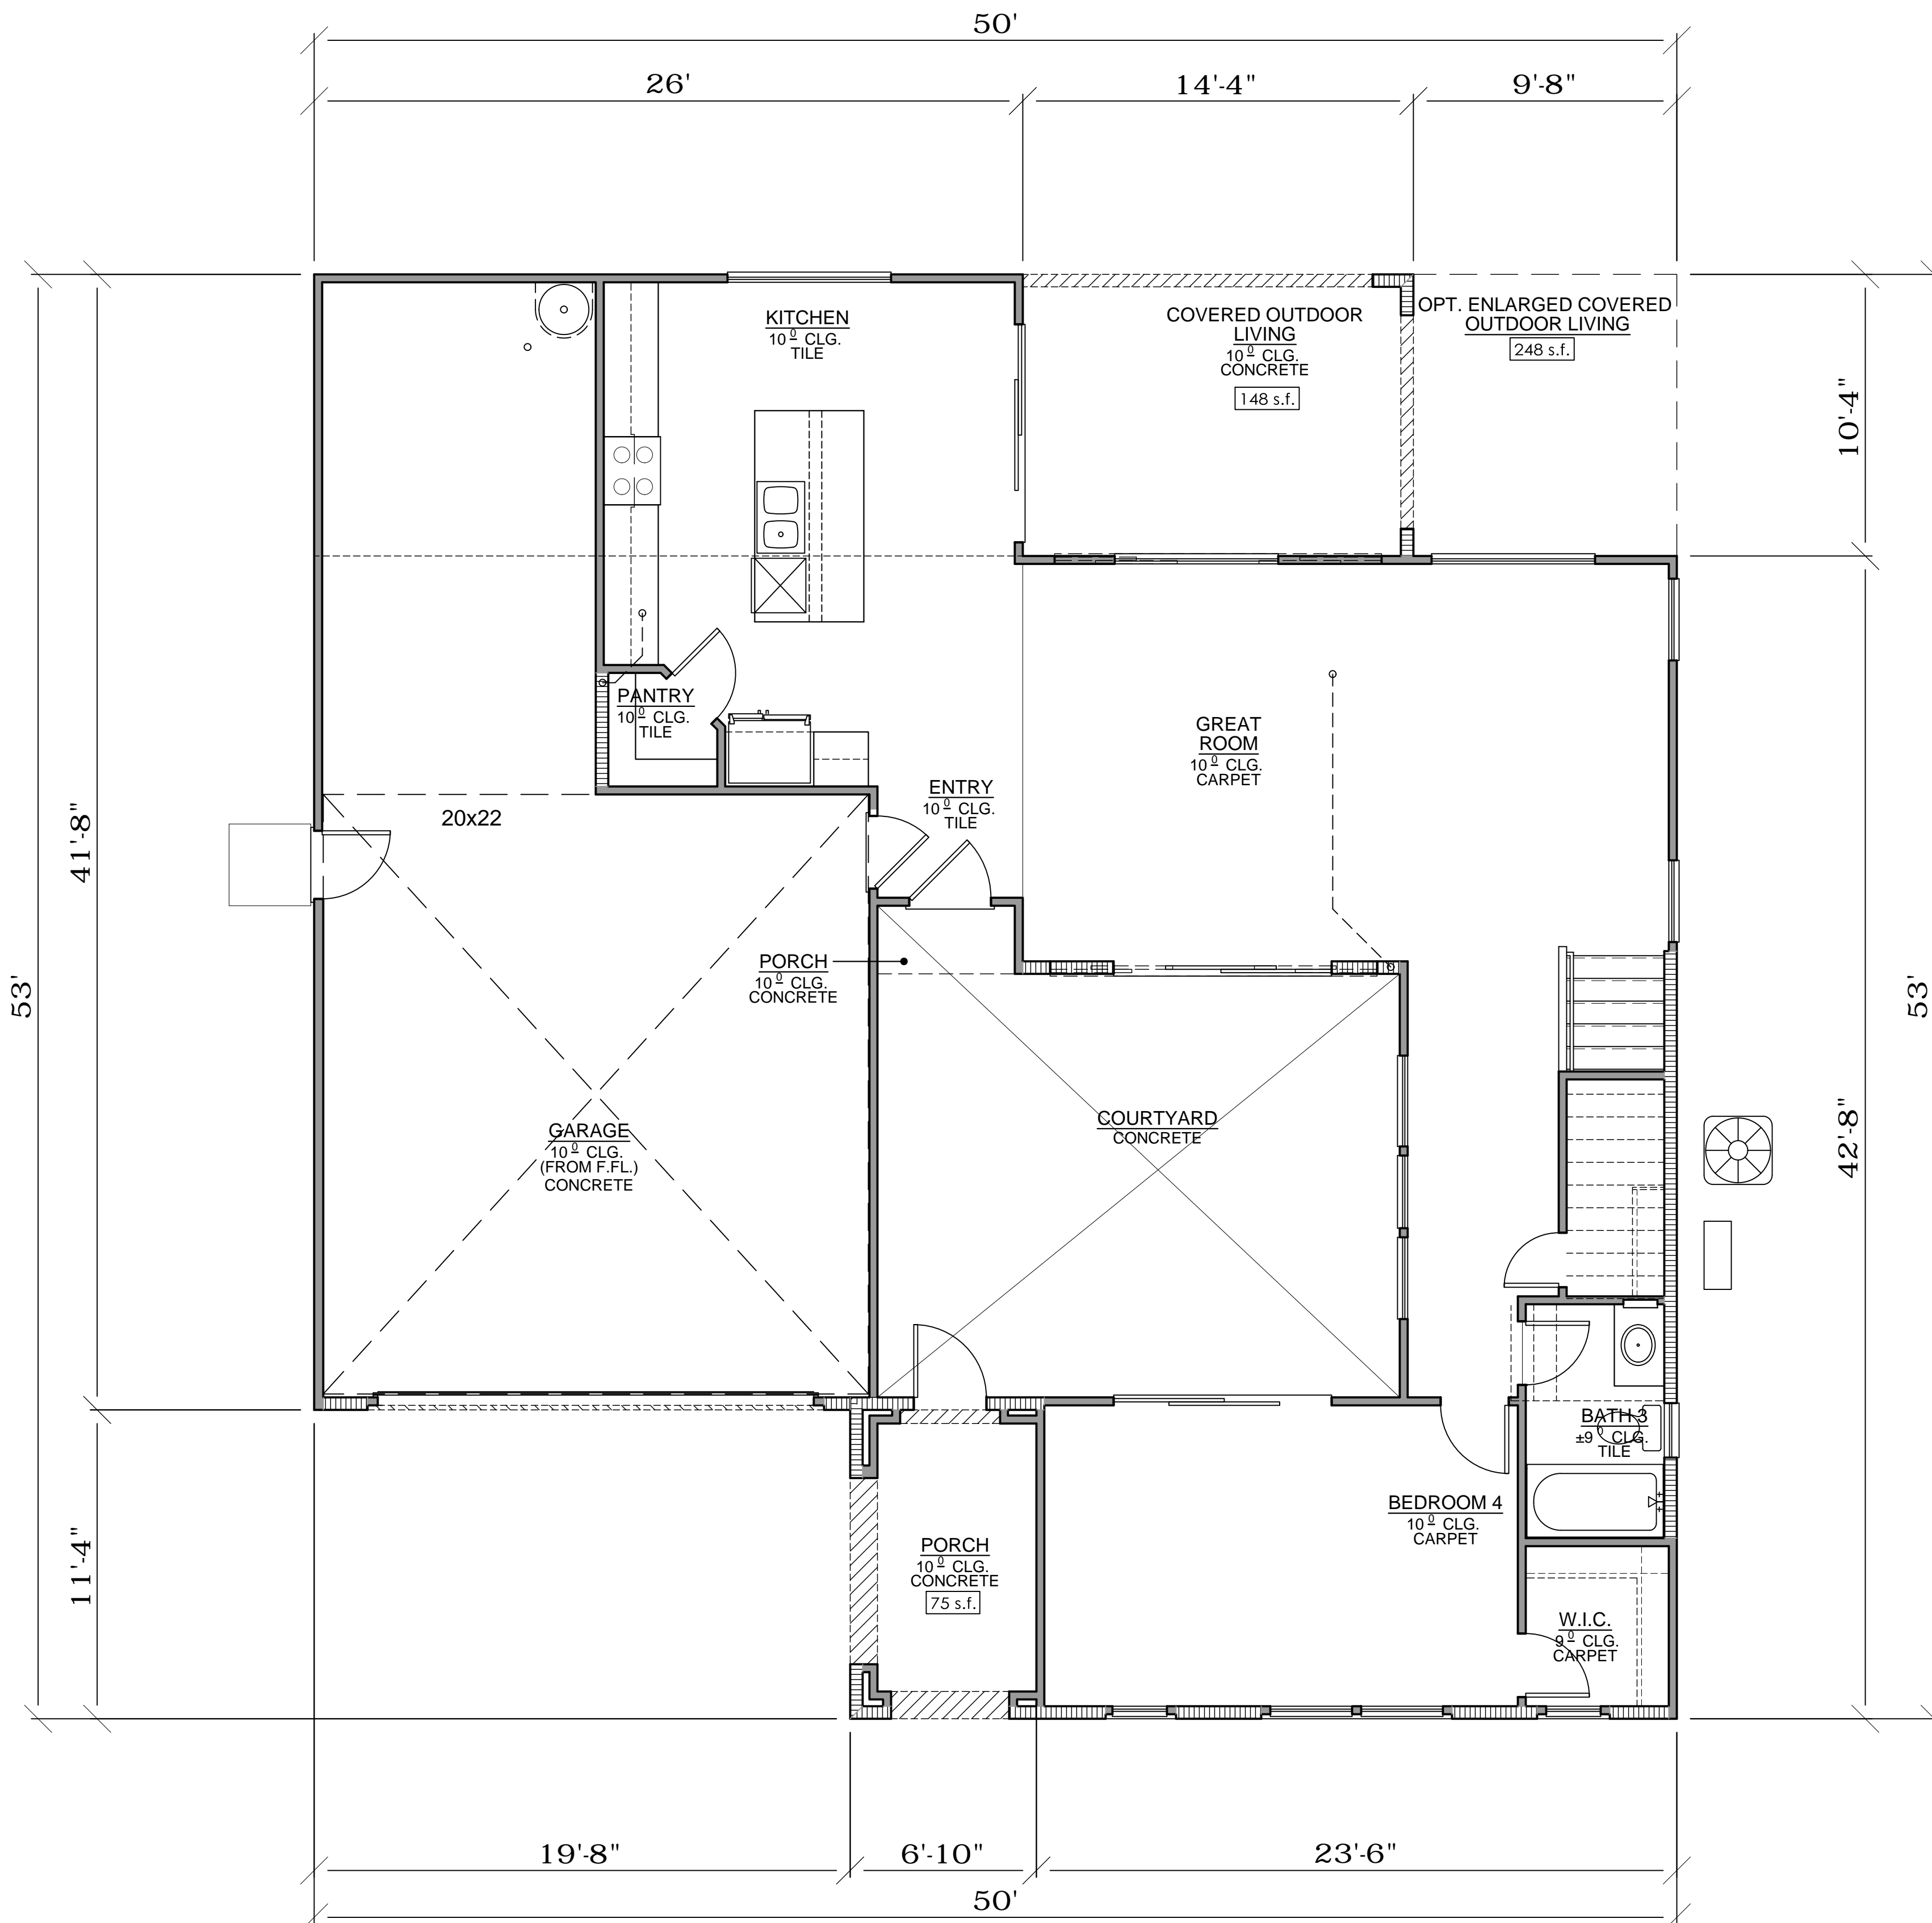 50'
26'
14'-4"
9'-8"
KITCHEN
10 0 CLG.
TILE
COVERED OUTDOOR
LIVING
10 0 CLG.
CONCRETE
148 s.f.
OPT. ENLARGED COVERED
OUTDOOR LIVING
248 s.f.
10'-4"
PANTRY
10 0 CLG.
TILE
GREAT
ROOM
10 0 CLG.
CARPET
ENTRY
10 0 CLG.
TILE
20x22
41'-8"
53'
53'
PORCH
10 0 CLG.
CONCRETE
GARAGE
10 0 CLG.
(FROM F.FL.)
CONCRETE
COURTYARD
CONCRETE
42'-8"
BATH 3
±9 0 CLG.
TILE
BEDROOM 4
10 0 CLG.
CARPET
11'-4"
PORCH
10 0 CLG.
CONCRETE
75 s.f.
W.I.C.
9 0 CLG.
CARPET
19'-8"
6'-10"
23'-6"
50'